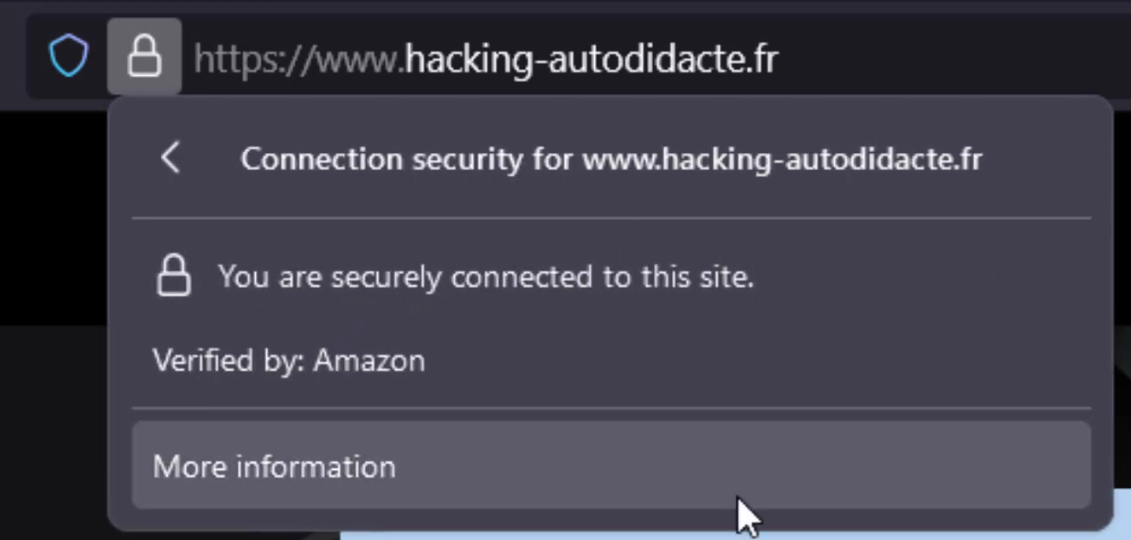 https://www.hacking-autodidacte.fr
Connection security for www.hacking-autodidacte.fr
You are securely connected to this site.
Verified by: Amazon
More information